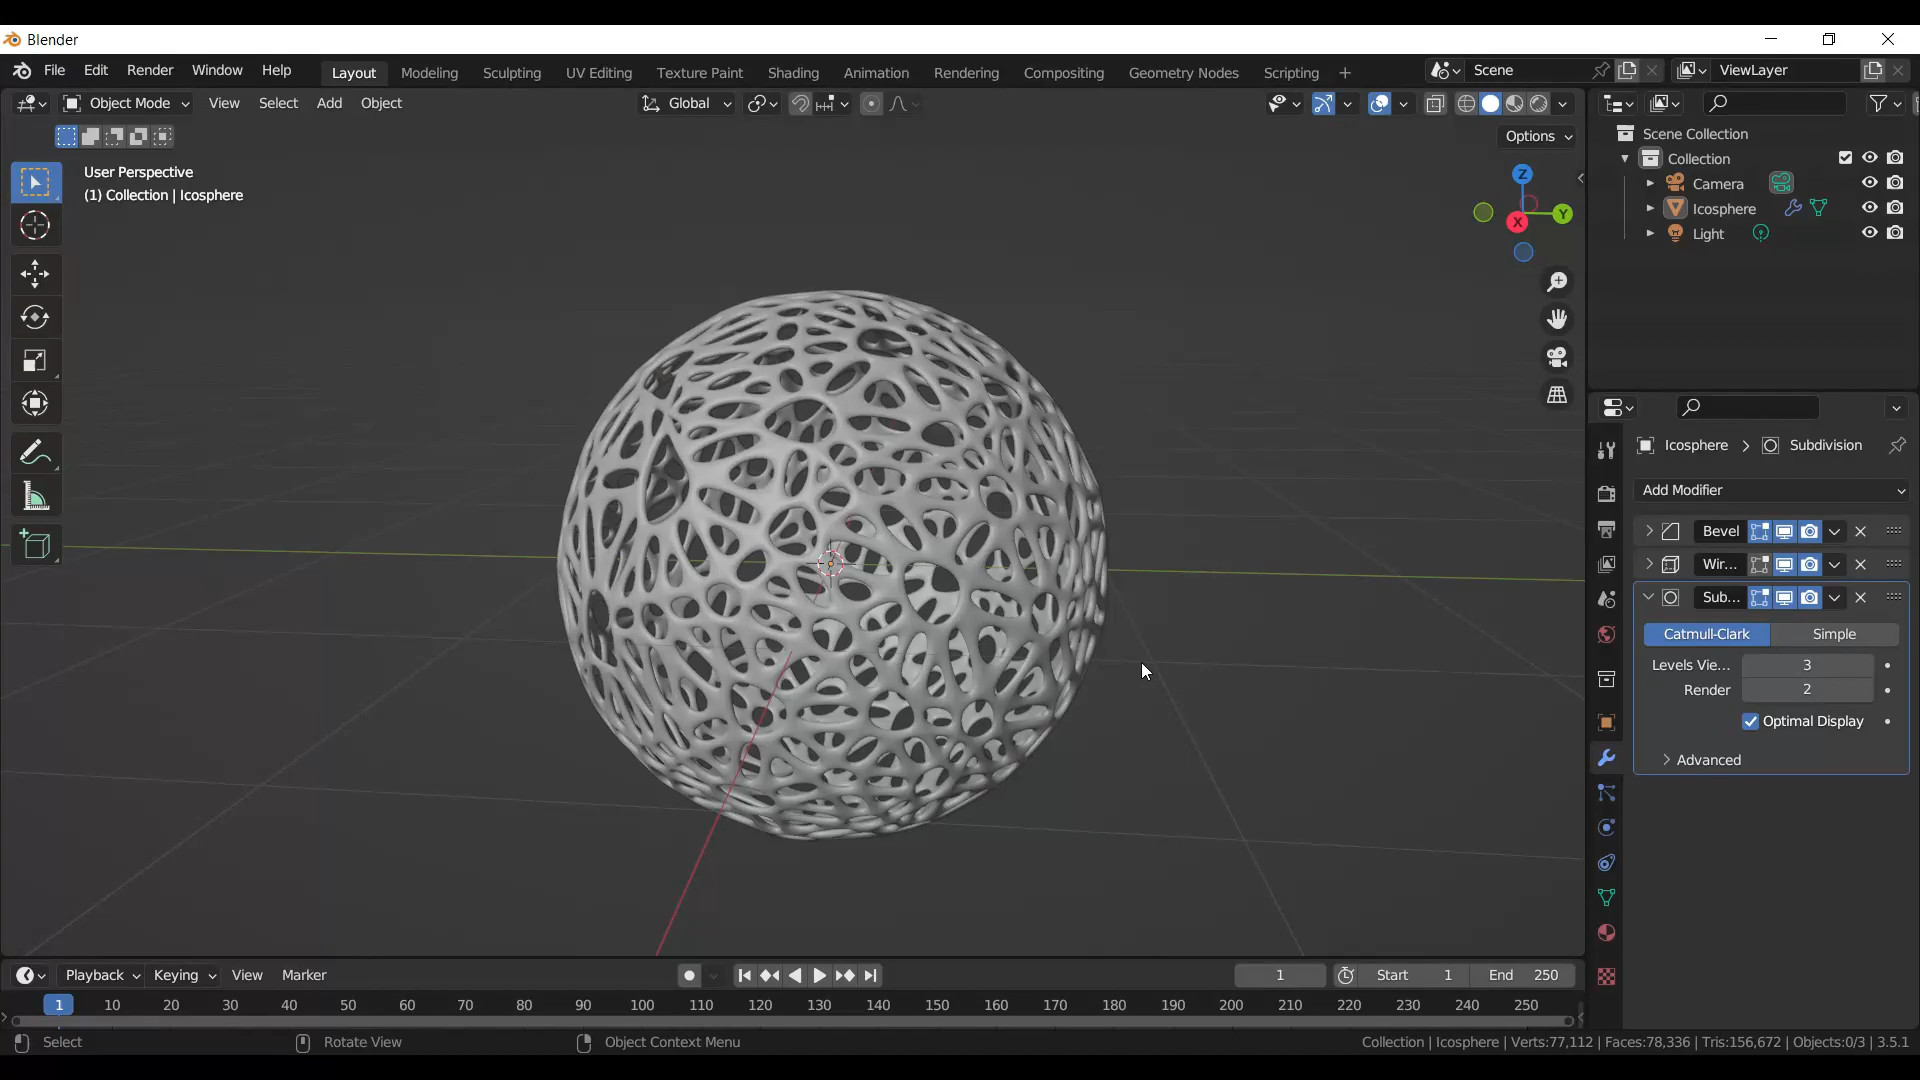 Blender
File Edit Render Window Help Layout Modeling Sculpting UV Editing Texture Paint Shading Animation Rendering Compositing Geometry Nodes Scripting + Scene ViewLayer
Object Mode View Select Add Object Global
Options
User Perspective
(1) Collection | Icosphere
Z
Y
X
Scene Collection
Collection
Camera
Icosphere
Light
Icosphere > Subdivision
Add Modifier
Bevel
Wir...
Sub...
Catmull-Clark Simple
Levels Vie... 3
Render 2
Optimal Display
Advanced
Playback Keying View Marker 1 Start 1 End 250
1 10 20 30 40 50 60 70 80 90 100 110 120 130 140 150 160 170 180 190 200 210 220 230 240 250
Select Rotate View Object Context Menu Collection | Icosphere | Verts:77,112 | Faces:78,336 | Tris:156,672 | Objects:0/3 | 3.5.1